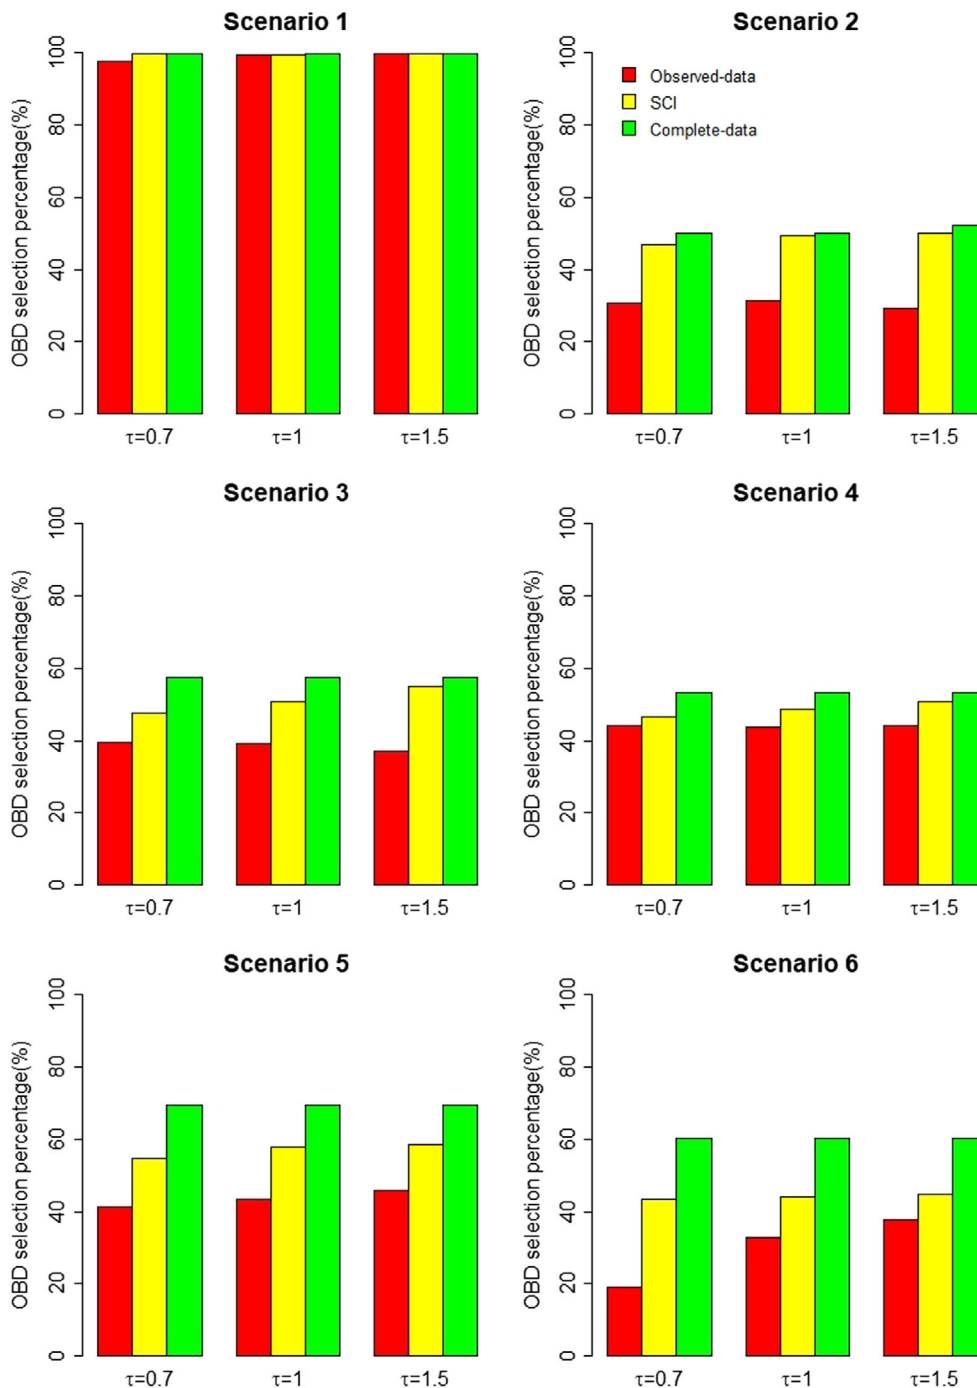 Scenario 1
OBD selection percentage(%)
100
80
60
40
20
0
τ=0.7
τ=1
τ=1.5
Scenario 2
OBD selection percentage(%)
100
80
60
40
20
0
Observed-data
SCI
Complete-data
τ=0.7
τ=1
τ=1.5
Scenario 3
OBD selection percentage(%)
100
80
60
40
20
0
τ=0.7
τ=1
τ=1.5
Scenario 4
OBD selection percentage(%)
100
80
60
40
20
0
τ=0.7
τ=1
τ=1.5
Scenario 5
OBD selection percentage(%)
100
80
60
40
20
0
τ=0.7
τ=1
τ=1.5
Scenario 6
OBD selection percentage(%)
100
80
60
40
20
0
τ=0.7
τ=1
τ=1.5